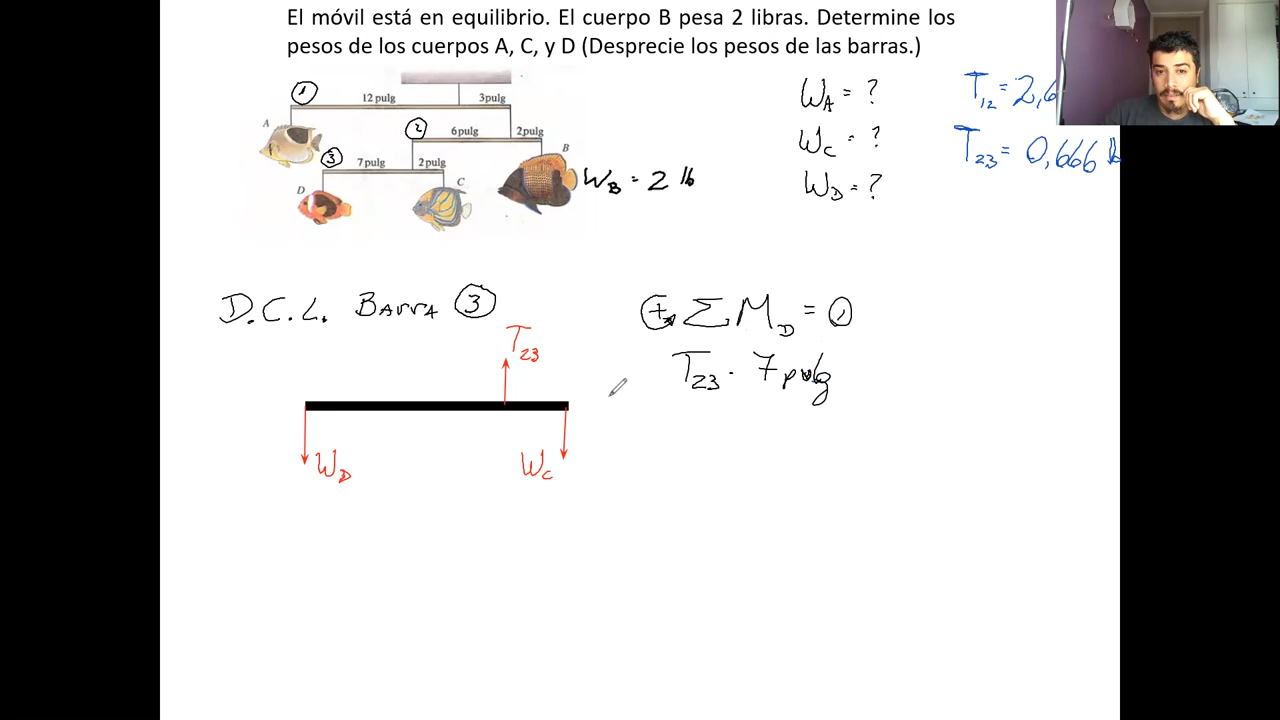 El móvil está en equilibrio. El cuerpo B pesa 2 libras. Determine los
pesos de los cuerpos A, C, y D (Desprecie los pesos de las barras.)
① 12 pulg 3pulg
A ② 6pulg 2pulg
③ 7pulg 2pulg B
D C W_B = 2 lb
W_A = ?
W_C = ?
W_D = ?
T_12 = 2,6
T_23 = 0,666
D.C.L. BARRA ③
T_23
W_D W_C
+ ΣM_D = 0
T_23 · 7 pulg